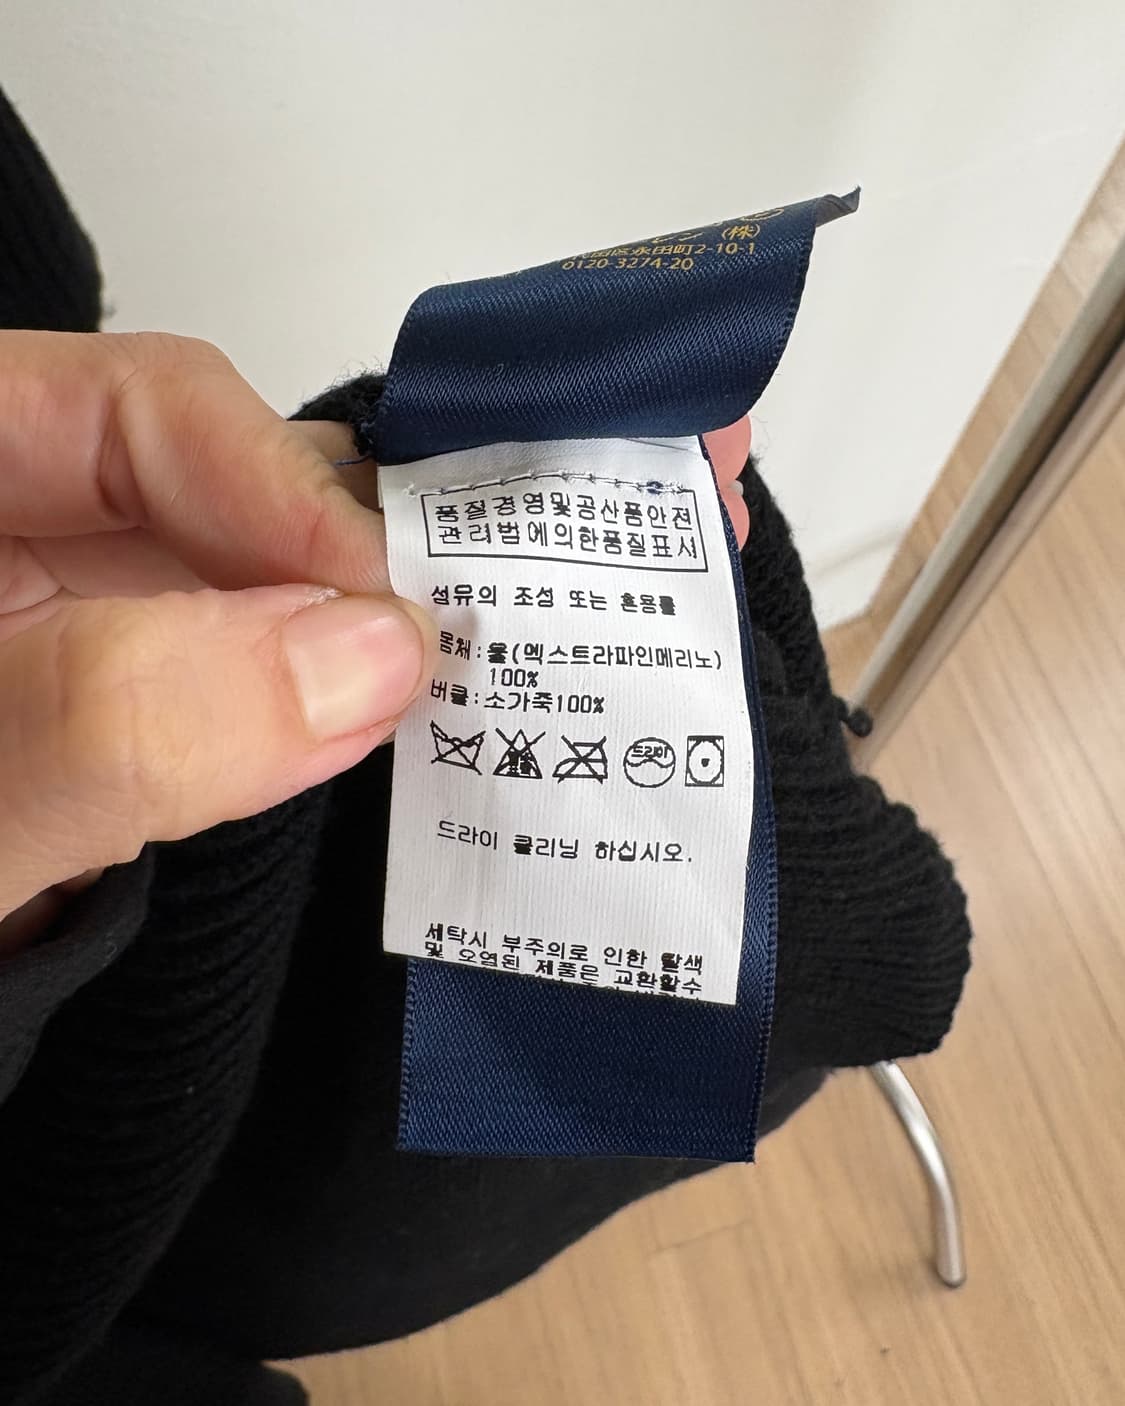 (株)
永田町2-10-1
0120-3274-20
품질경영및공산품안전
관리법에의한품질표시
섬유의 조성 또는 혼용률
몸체:울(엑스트라파인메리노)
100%
버클:소가죽100%
드라이
드라이 클리닝 하십시오.
세탁시 부주의로 인한 탈색
및 오염된 제품은 교환할수